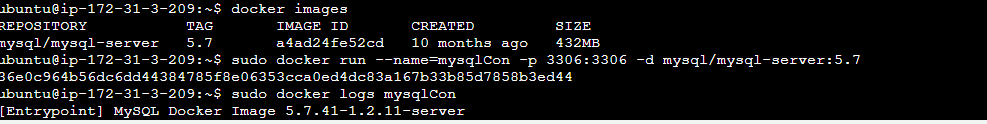 ubuntu@ip-172-31-3-209:~$ docker images
REPOSITORY TAG IMAGE ID CREATED SIZE
mysql/mysql-server 5.7 a4ad24fe52cd 10 months ago 432MB
ubuntu@ip-172-31-3-209:~$ sudo docker run --name=mysqlCon -p 3306:3306 -d mysql/mysql-server:5.7
36e0c964b56dc6dd44384785f8e06353cca0ed4dc83a167b33b85d7858b3ed44
ubuntu@ip-172-31-3-209:~$ sudo docker logs mysqlCon
[Entrypoint] MySQL Docker Image 5.7.41-1.2.11-server